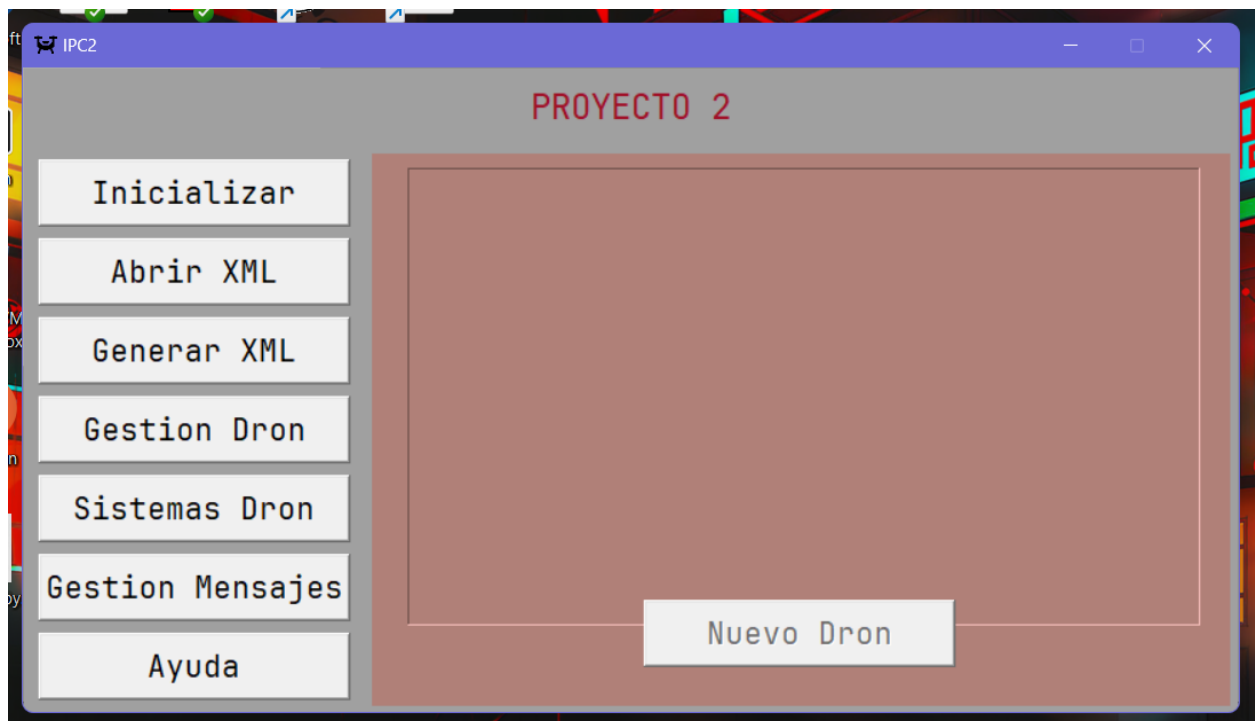 IPC2
PROYECTO 2
Inicializar
Abrir XML
Generar XML
Gestion Dron
Sistemas Dron
Gestion Mensajes
Ayuda
Nuevo Dron